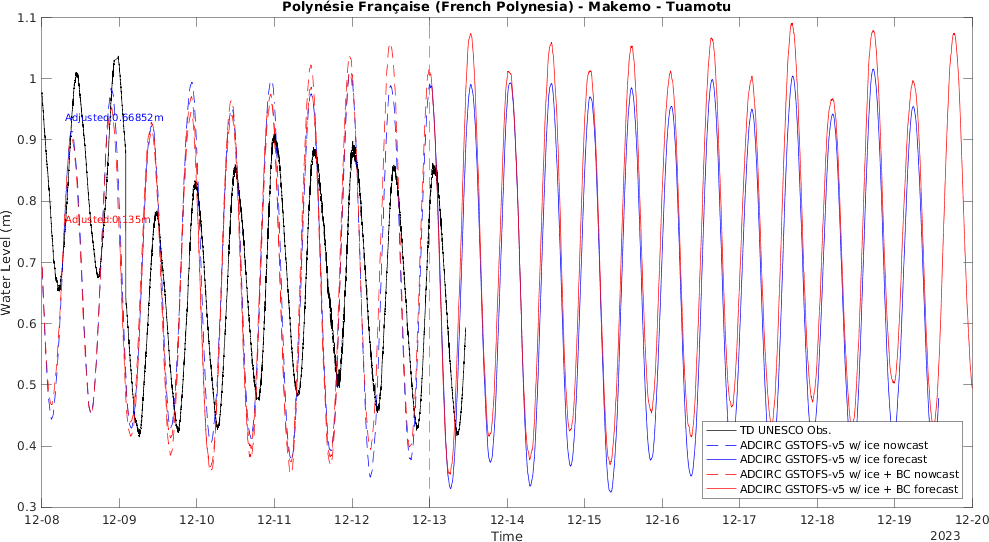 Polynésie Française (French Polynesia) - Makemo - Tuamotu
1.1
1
0.9
0.8
0.7
0.6
0.5
0.4
0.3
Water Level (m)
Adjusted:0.56852m
Adjusted:0.135m
TD UNESCO Obs.
ADCIRC GSTOFS-v5 w/ ice nowcast
ADCIRC GSTOFS-v5 w/ ice forecast
ADCIRC GSTOFS-v5 w/ ice + BC nowcast
ADCIRC GSTOFS-v5 w/ ice + BC forecast
12-08 12-09 12-10 12-11 12-12 12-13 12-14 12-15 12-16 12-17 12-18 12-19 12-20
Time
2023